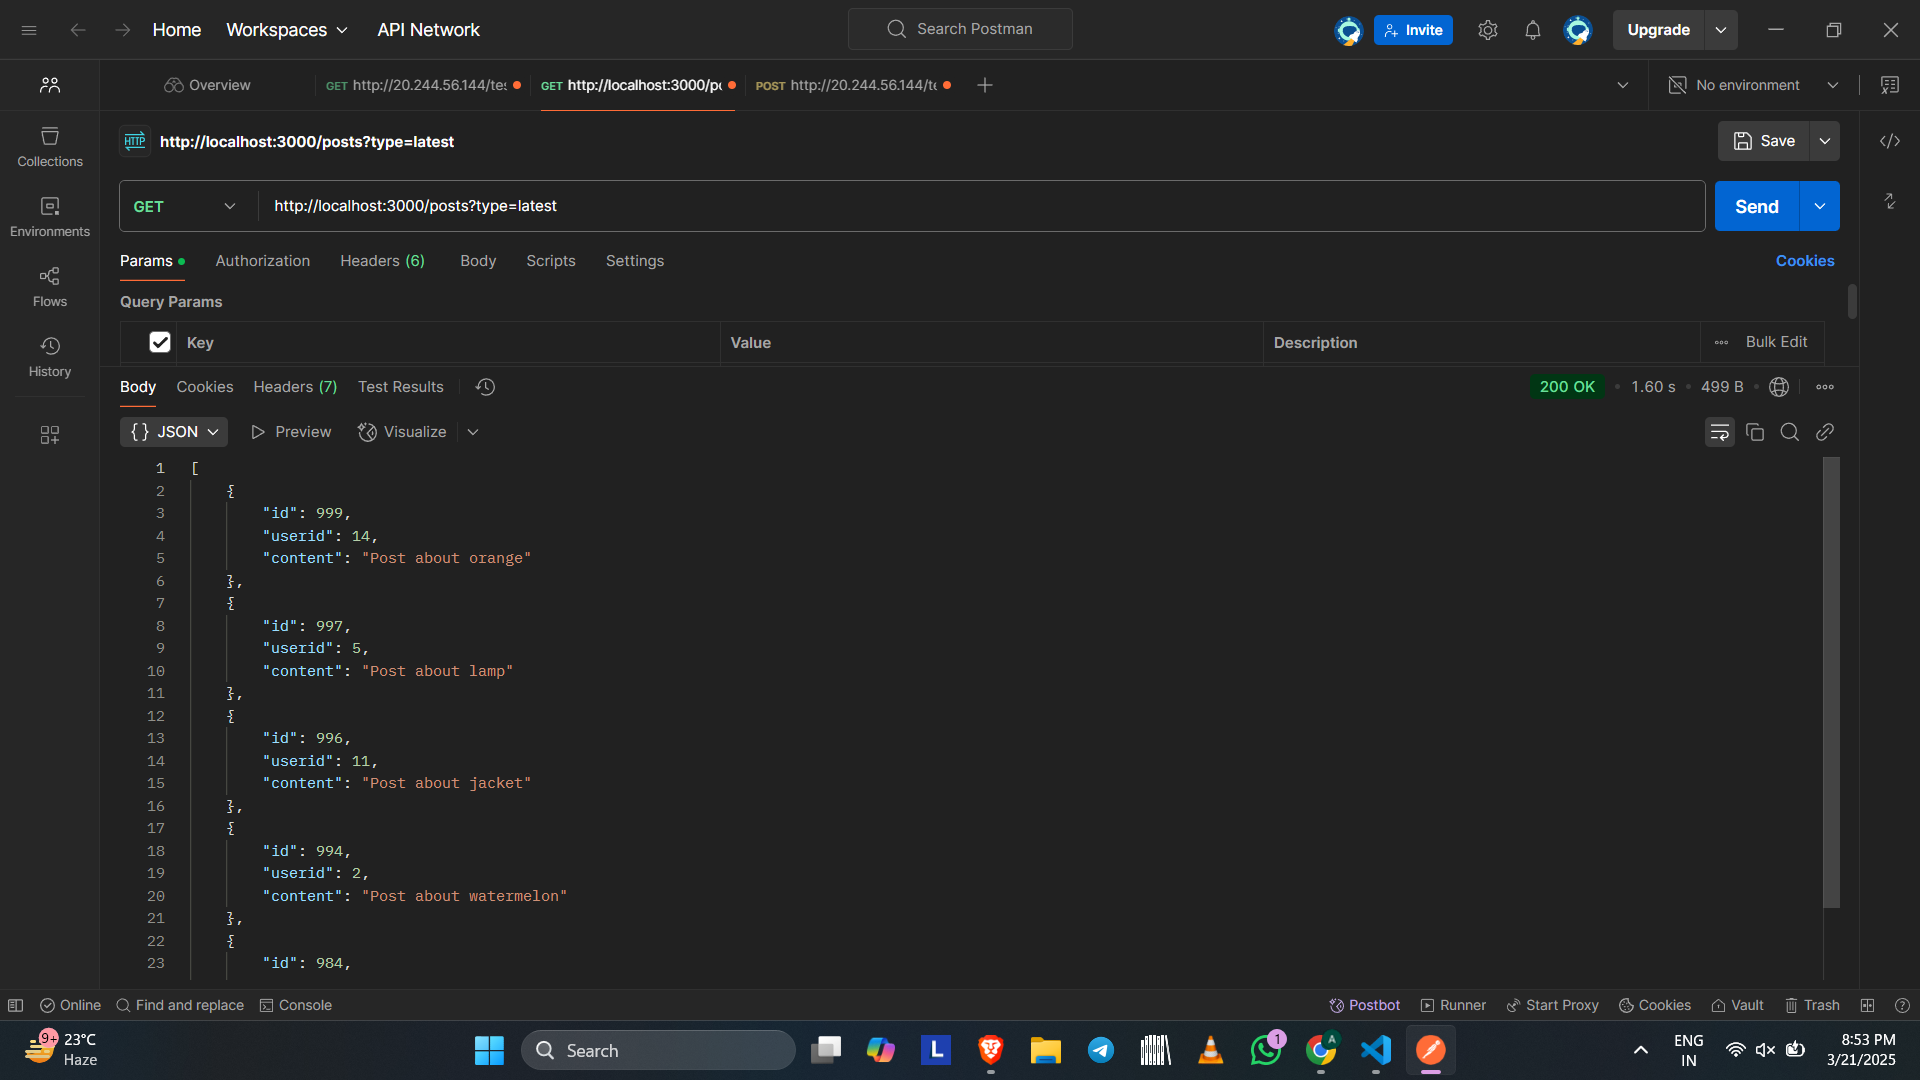 Home Workspaces API Network Search Postman Invite Upgrade
Overview GET http://20.244.56.144/tes GET http://localhost:3000/po POST http://20.244.56.144/te No environment
HTTP http://localhost:3000/posts?type=latest Save
Collections
GET http://localhost:3000/posts?type=latest Send
Environments
Params Authorization Headers (6) Body Scripts Settings Cookies
Flows
Query Params
Key Value Description Bulk Edit
History
Body Cookies Headers (7) Test Results 200 OK 1.60 s 499 B
{} JSON Preview Visualize
1 [
2 {
3 "id": 999,
4 "userid": 14,
5 "content": "Post about orange"
6 },
7 {
8 "id": 997,
9 "userid": 5,
10 "content": "Post about lamp"
11 },
12 {
13 "id": 996,
14 "userid": 11,
15 "content": "Post about jacket"
16 },
17 {
18 "id": 994,
19 "userid": 2,
20 "content": "Post about watermelon"
21 },
22 {
23 "id": 984,
Online Find and replace Console Postbot Runner Start Proxy Cookies Vault Trash
9+ 23°C Search L 1 A ENG 8:53 PM
Haze IN 3/21/2025